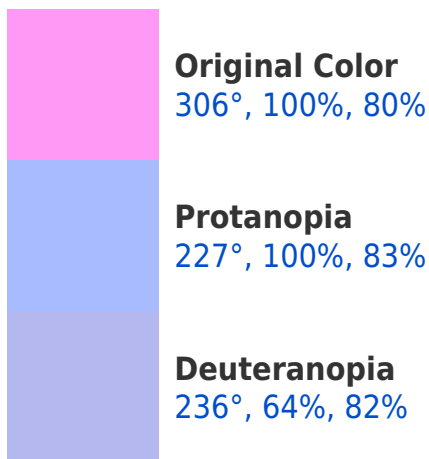 Original Color
306°, 100%, 80%
Protanopia
227°, 100%, 83%
Deuteranopia
236°, 64%, 82%